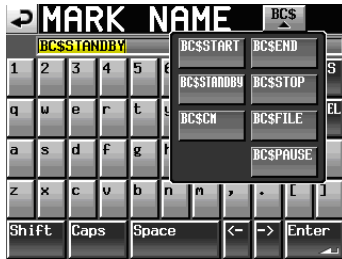 MARK NAME BC$
BC$STANDBY
BC$START BC$END
BC$STANDBY BC$STOP
BC$CM BC$FILE
BC$PAUSE
1 2 3 4 5 6 S
q w e r t y EL
a s d f g h
z x c v b n m , . [ ]
Shift Caps Space <- -> Enter